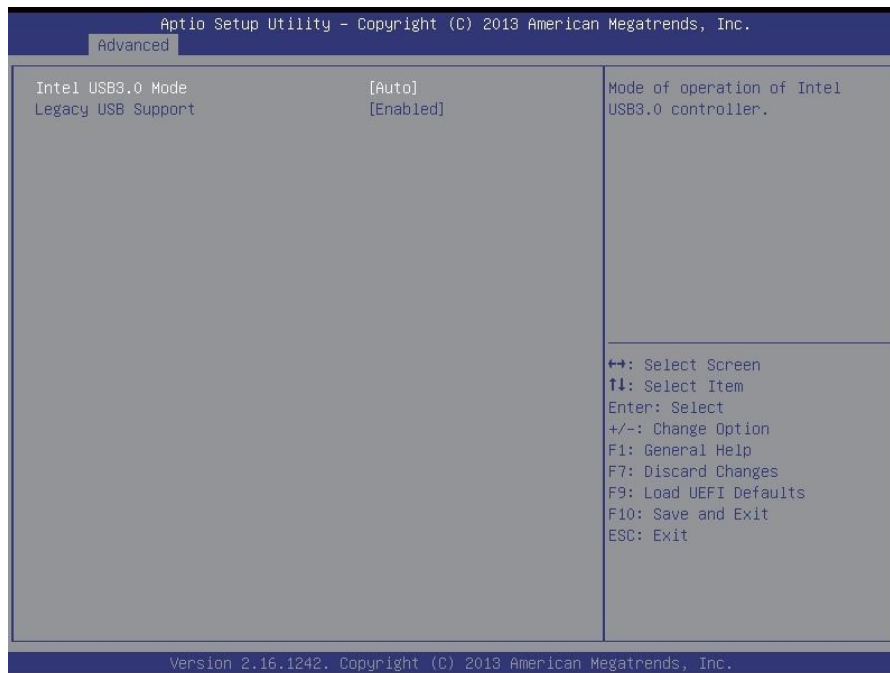 Aptio Setup Utility – Copyright (C) 2013 American Megatrends, Inc.
Advanced
Intel USB3.0 Mode [Auto]
Legacy USB Support [Enabled]
Mode of operation of Intel
USB3.0 controller.
↔: Select Screen
↑↓: Select Item
Enter: Select
+/-: Change Option
F1: General Help
F7: Discard Changes
F9: Load UEFI Defaults
F10: Save and Exit
ESC: Exit
Version 2.16.1242. Copyright (C) 2013 American Megatrends, Inc.